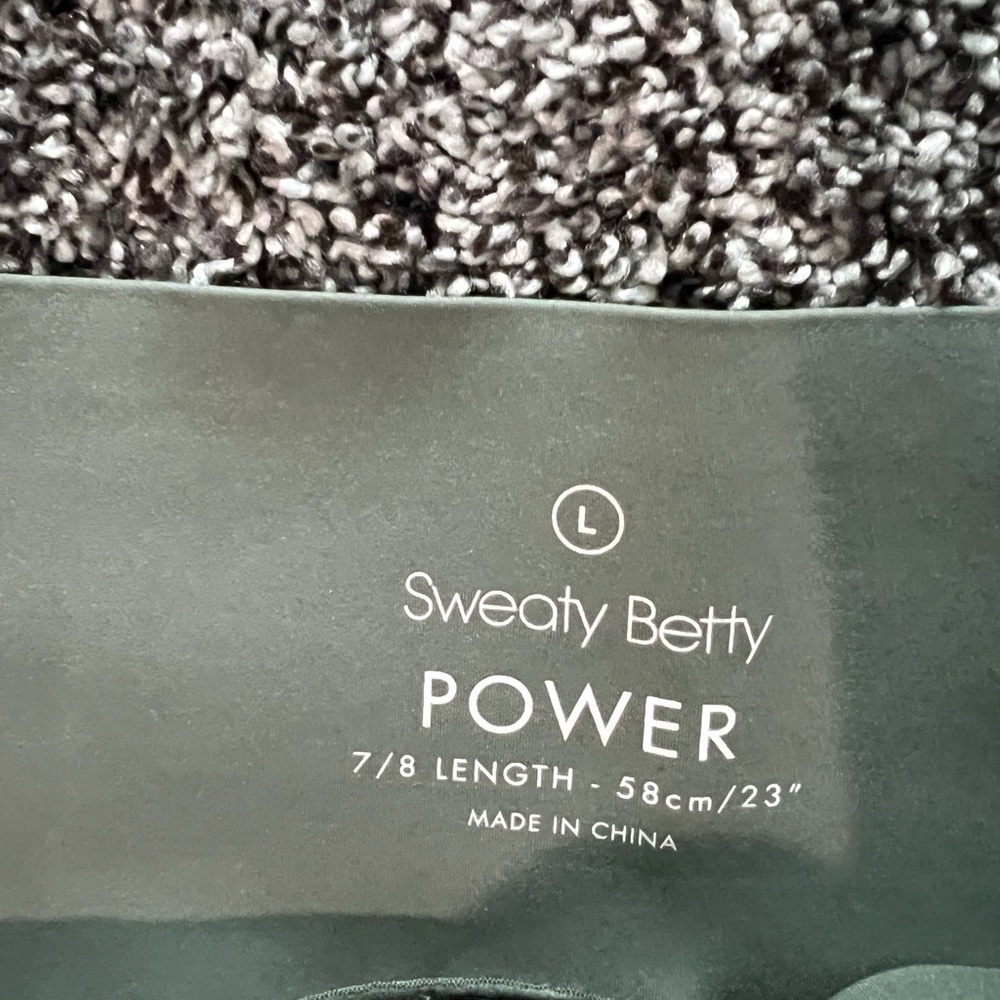 L
Sweaty Betty
POWER
7/8 LENGTH - 58cm/23"
MADE IN CHINA